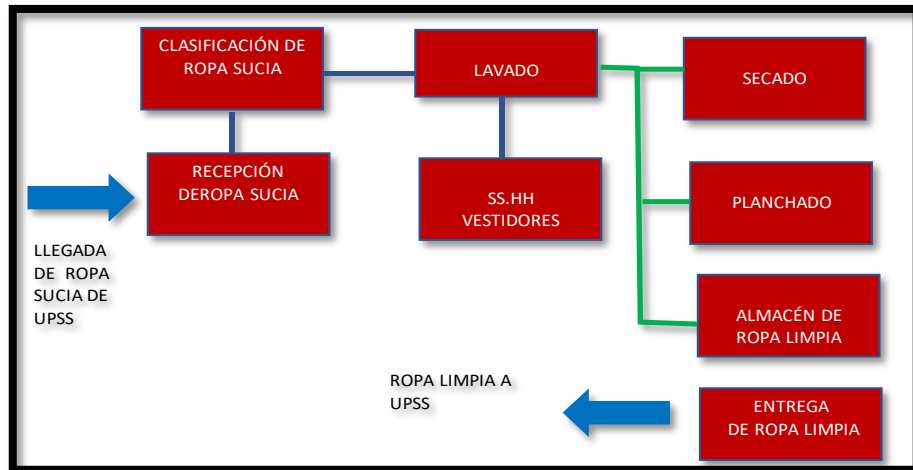 CLASIFICACIÓN DE
ROPA SUCIA
LAVADO
SECADO
RECEPCIÓN
DEROPA SUCIA
SS.HH
VESTIDORES
PLANCHADO
LLEGADA
DE ROPA
SUCIA DE
UPSS
ALMACÉN DE
ROPA LIMPIA
ROPA LIMPIA A
UPSS
ENTREGA
DE ROPA LIMPIA